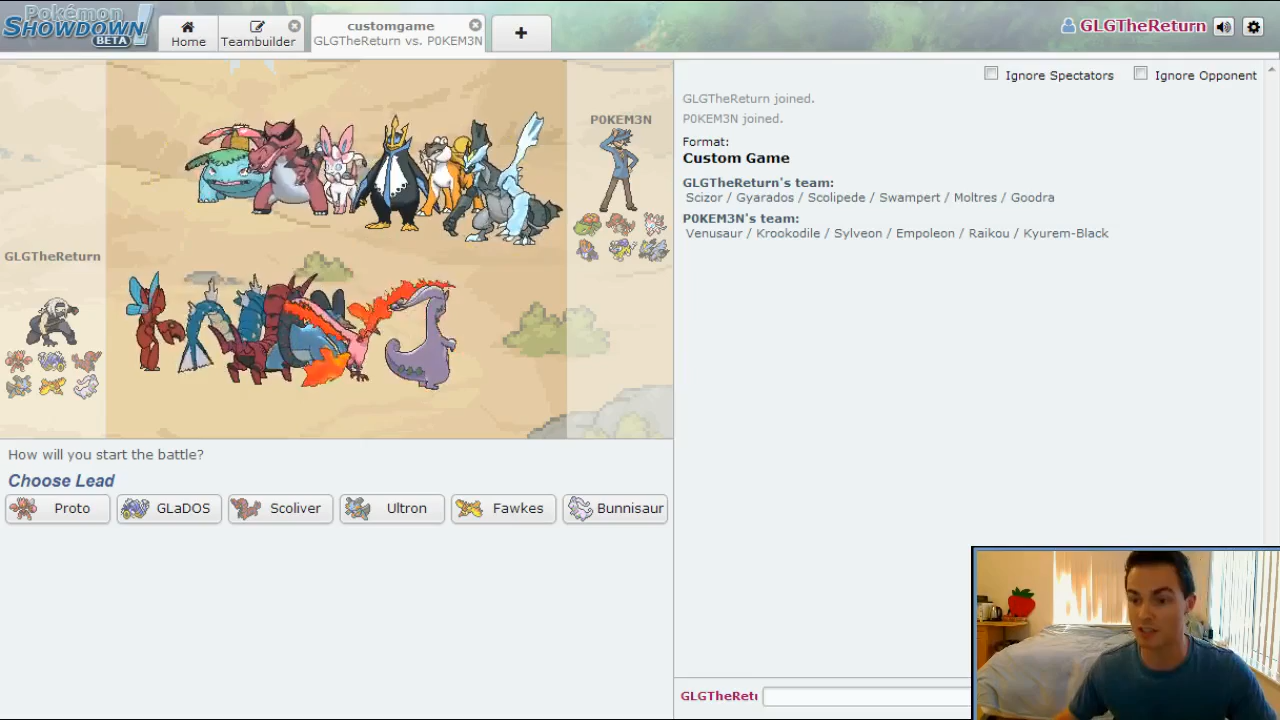 Pokémon
SHOWDOWN!
BETA
Home
Teambuilder
customgame
GLGTheReturn vs. P0KEM3N
+
GLGTheReturn
Ignore Spectators
Ignore Opponent
GLGTheReturn joined.
P0KEM3N joined.
Format:
Custom Game
GLGTheReturn's team:
Scizor / Gyarados / Scolipede / Swampert / Moltres / Goodra
P0KEM3N's team:
Venusaur / Krookodile / Sylveon / Empoleon / Raikou / Kyurem-Black
P0KEM3N
GLGTheReturn
How will you start the battle?
Choose Lead
Proto
GLaDOS
Scoliver
Ultron
Fawkes
Bunnisaur
GLGTheRetu